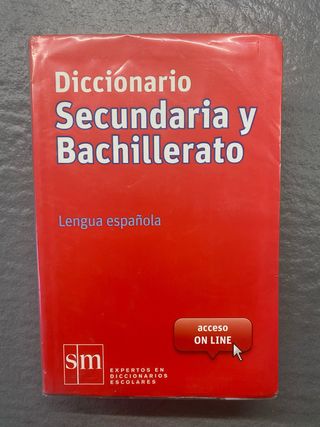 Diccionario
Secundaria y
Bachillerato
Lengua española
acceso
ON LINE
sm
EXPERTOS EN
DICCIONARIOS
ESCOLARES